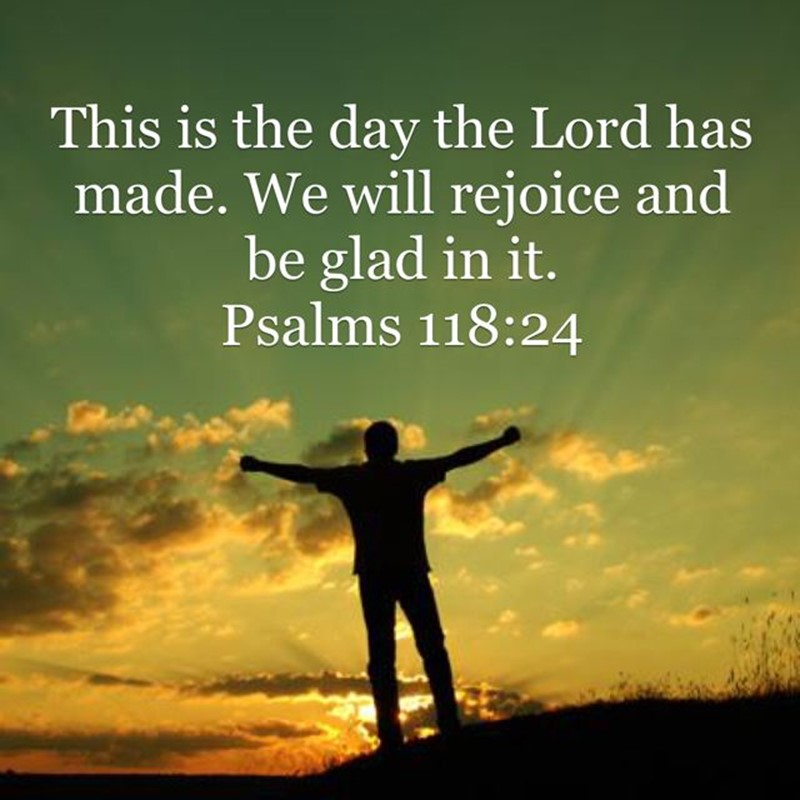 This is the day the Lord has
made. We will rejoice and
be glad in it.
Psalms 118:24